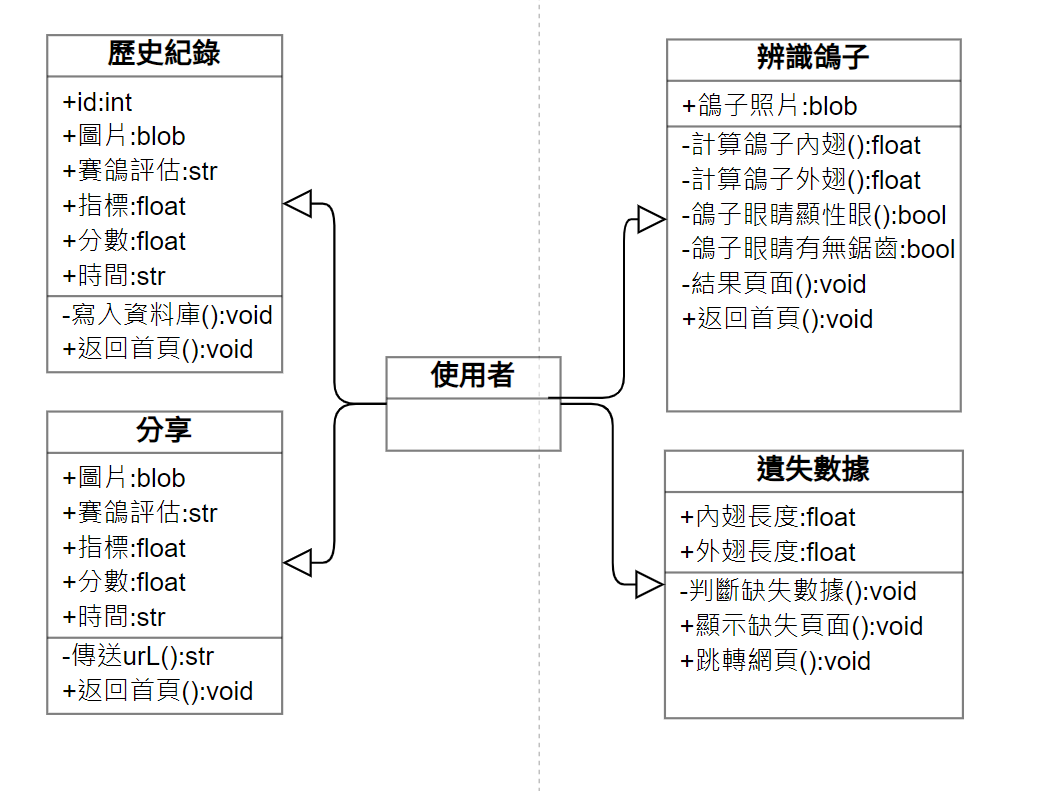 歷史紀錄
+id:int
+圖片:blob
+賽鴿評估:str
+指標:float
+分數:float
+時間:str
-寫入資料庫():void
+返回首頁():void
分享
+圖片:blob
+賽鴿評估:str
+指標:float
+分數:float
+時間:str
-傳送urL():str
+返回首頁():void
使用者
辨識鴿子
+鴿子照片:blob
-計算鴿子內翅():float
-計算鴿子外翅():float
-鴿子眼睛顯性眼():bool
-鴿子眼睛有無鋸齒:bool
-結果頁面():void
+返回首頁():void
遺失數據
+內翅長度:float
+外翅長度:float
-判斷缺失數據():void
+顯示缺失頁面():void
+跳轉網頁():void